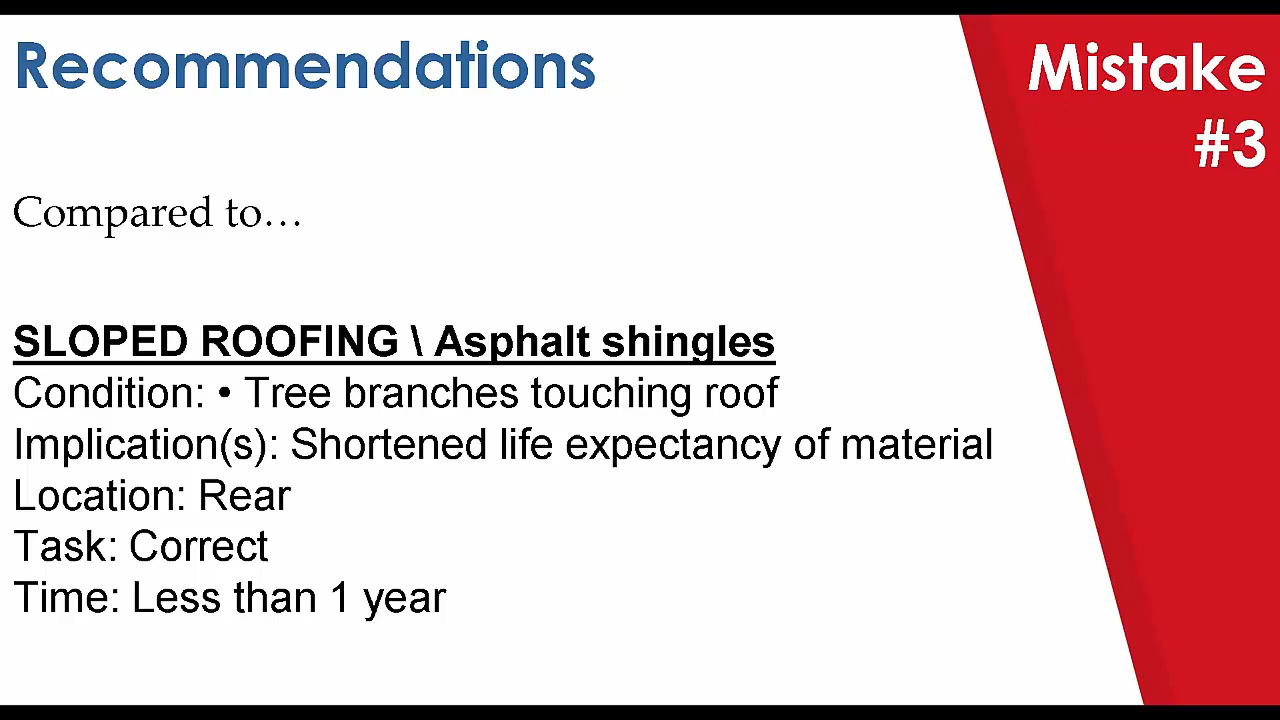 Recommendations
Mistake
#3
Compared to…
SLOPED ROOFING \ Asphalt shingles
Condition: • Tree branches touching roof
Implication(s): Shortened life expectancy of material
Location: Rear
Task: Correct
Time: Less than 1 year